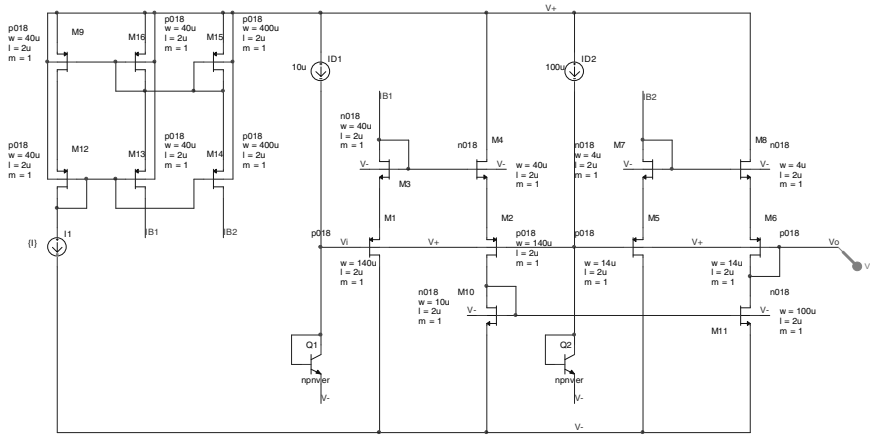 V+
p018
w = 40u
l = 2u
m = 1
M9
M16
p018
w = 40u
l = 2u
m = 1
M15
p018
w = 400u
l = 2u
m = 1
ID1
10u
ID2
100u
IB1
IB2
n018
w = 40u
l = 2u
m = 1
M4
n018
V-
M3
V-
w = 40u
l = 2u
m = 1
n018
w = 4u
l = 2u
m = 1
M7
V-
M8
n018
V-
w = 4u
l = 2u
m = 1
p018
w = 40u
l = 2u
m = 1
M12
p018
w = 40u
l = 2u
m = 1
M13
p018
w = 400u
l = 2u
m = 1
M14
IB1
IB2
I1
{I}
p018
Vi
M1
w = 140u
l = 2u
m = 1
V+
M2
p018
w = 140u
l = 2u
m = 1
p018
M5
w = 14u
l = 2u
m = 1
V+
M6
p018
w = 14u
l = 2u
m = 1
Vo
V
n018
w = 10u
l = 2u
m = 1
M10
V-
n018
V-
w = 100u
l = 2u
m = 1
M11
Q1
npnver
V-
Q2
npnver
V-
V-